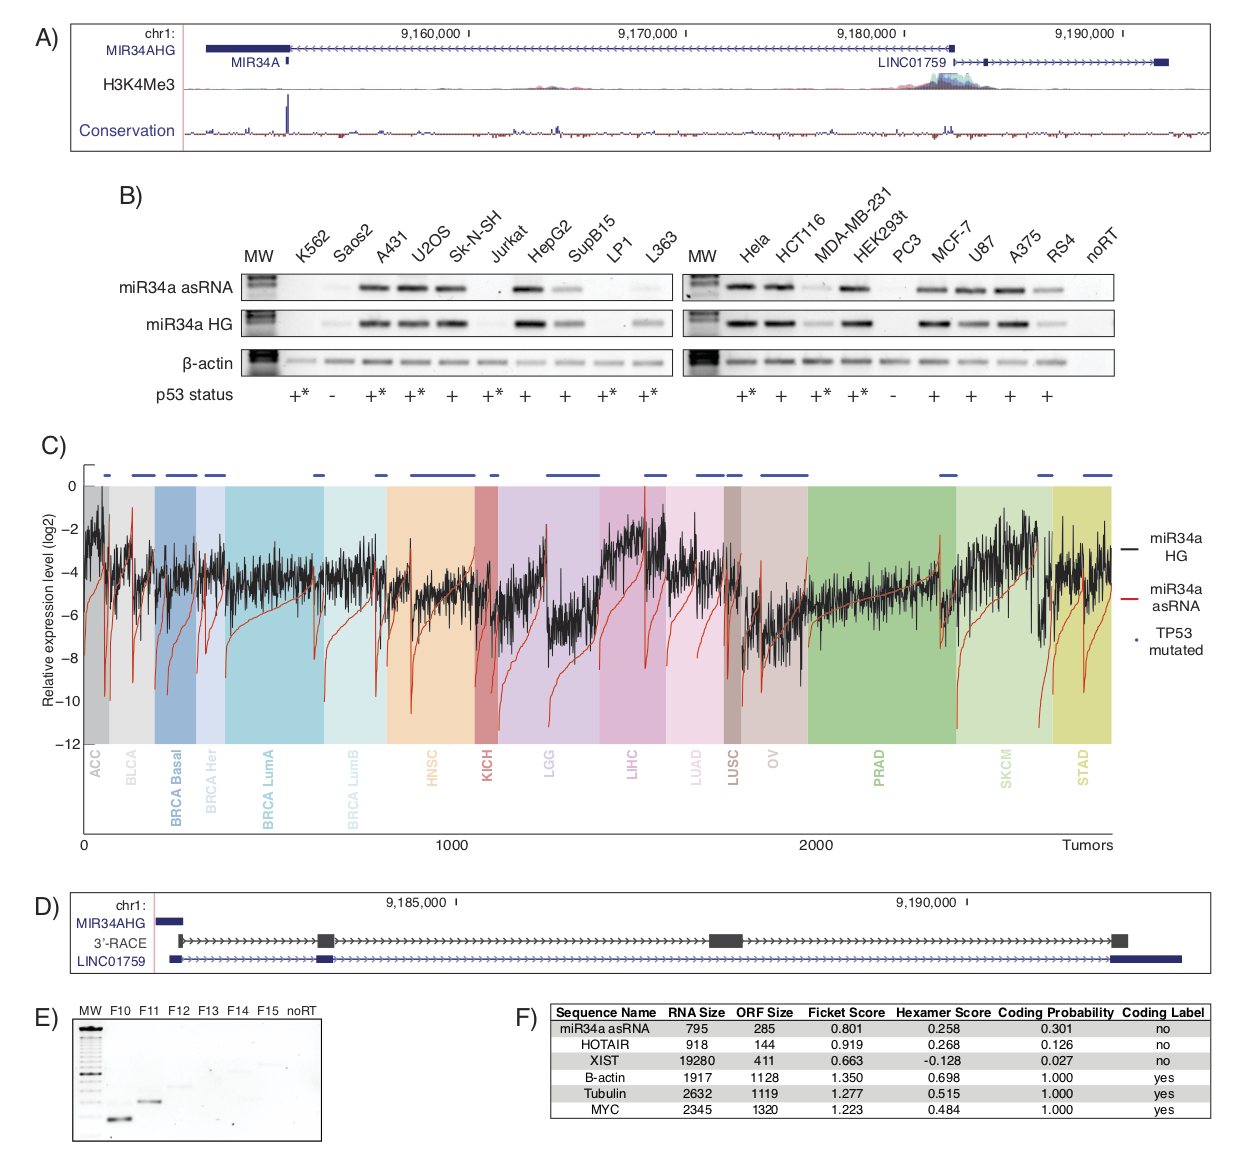 A)
chr1: 9,160,000 9,170,000 9,180,000 9,190,000
MIR34AHG
MIR34A LINC01759
H3K4Me3
Conservation
B)
MW K562 Saos2 A431 U2OS Sk-N-SH Jurkat HepG2 SupB15 LP1 L363 MW Hela HCT116 MDA-MB-231 HEK293t PC3 MCF-7 U87 A375 RS4 noRT
miR34a asRNA
miR34a HG
β-actin
p53 status +* - +* +* + +* + + +* +* +* + +* +* - + + + +
C)
Relative expression level (log2)
0
−2
−4
−6
−8
−10
−12
miR34a
HG
miR34a
asRNA
TP53
mutated
ACC BLCA BRCA Basal BRCA Her BRCA LumA BRCA LumB HNSC KICH LGG LIHC LUAD LUSC OV PRAD SKCM STAD
0 1000 2000 Tumors
D)
chr1: 9,185,000 9,190,000
MIR34AHG
3'-RACE
LINC01759
E)
MW F10 F11 F12 F13 F14 F15 noRT
F)
Sequence Name RNA Size ORF Size Ficket Score Hexamer Score Coding Probability Coding Label
miR34a asRNA 795 285 0.801 0.258 0.301 no
HOTAIR 918 144 0.919 0.268 0.126 no
XIST 19280 411 0.663 -0.128 0.027 no
B-actin 1917 1128 1.350 0.698 1.000 yes
Tubulin 2632 1119 1.277 0.515 1.000 yes
MYC 2345 1320 1.223 0.484 1.000 yes